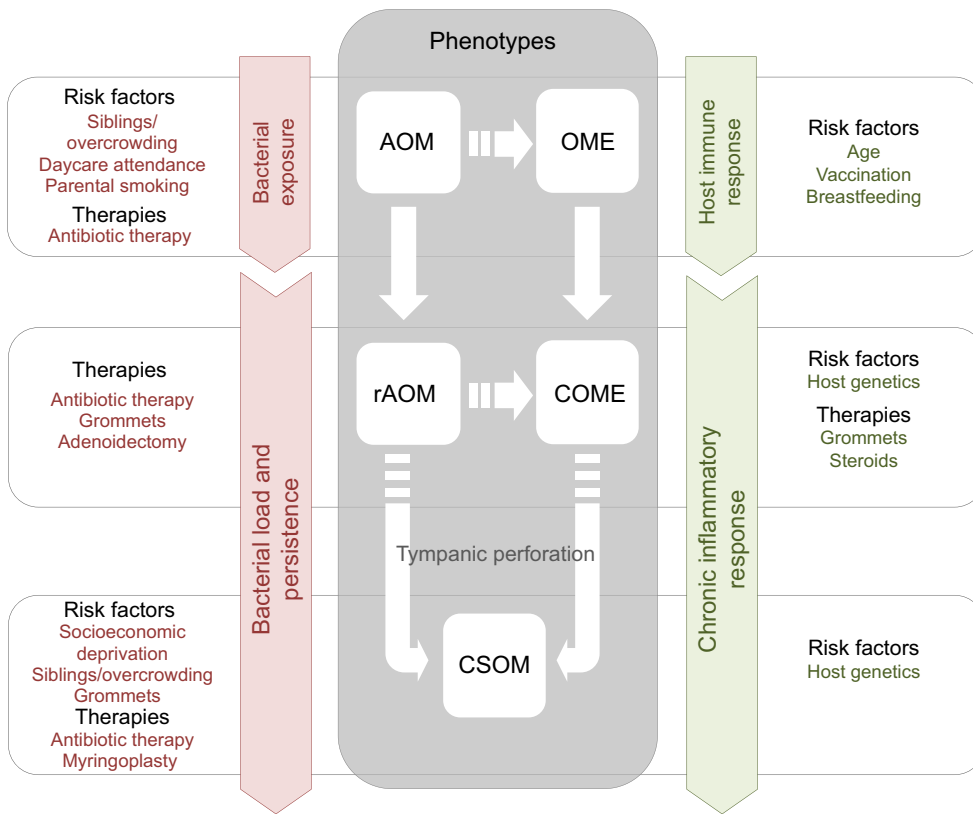 Phenotypes
Risk factors
Siblings/
overcrowding
Daycare attendance
Parental smoking
Therapies
Antibiotic therapy
Bacterial
exposure
AOM
OME
Host immune
response
Risk factors
Age
Vaccination
Breastfeeding
Therapies
Antibiotic therapy
Grommets
Adenoidectomy
Bacterial load and
persistence
rAOM
COME
Chronic inflammatory
response
Risk factors
Host genetics
Therapies
Grommets
Steroids
Tympanic perforation
Risk factors
Socioeconomic
deprivation
Siblings/overcrowding
Grommets
Therapies
Antibiotic therapy
Myringoplasty
CSOM
Risk factors
Host genetics